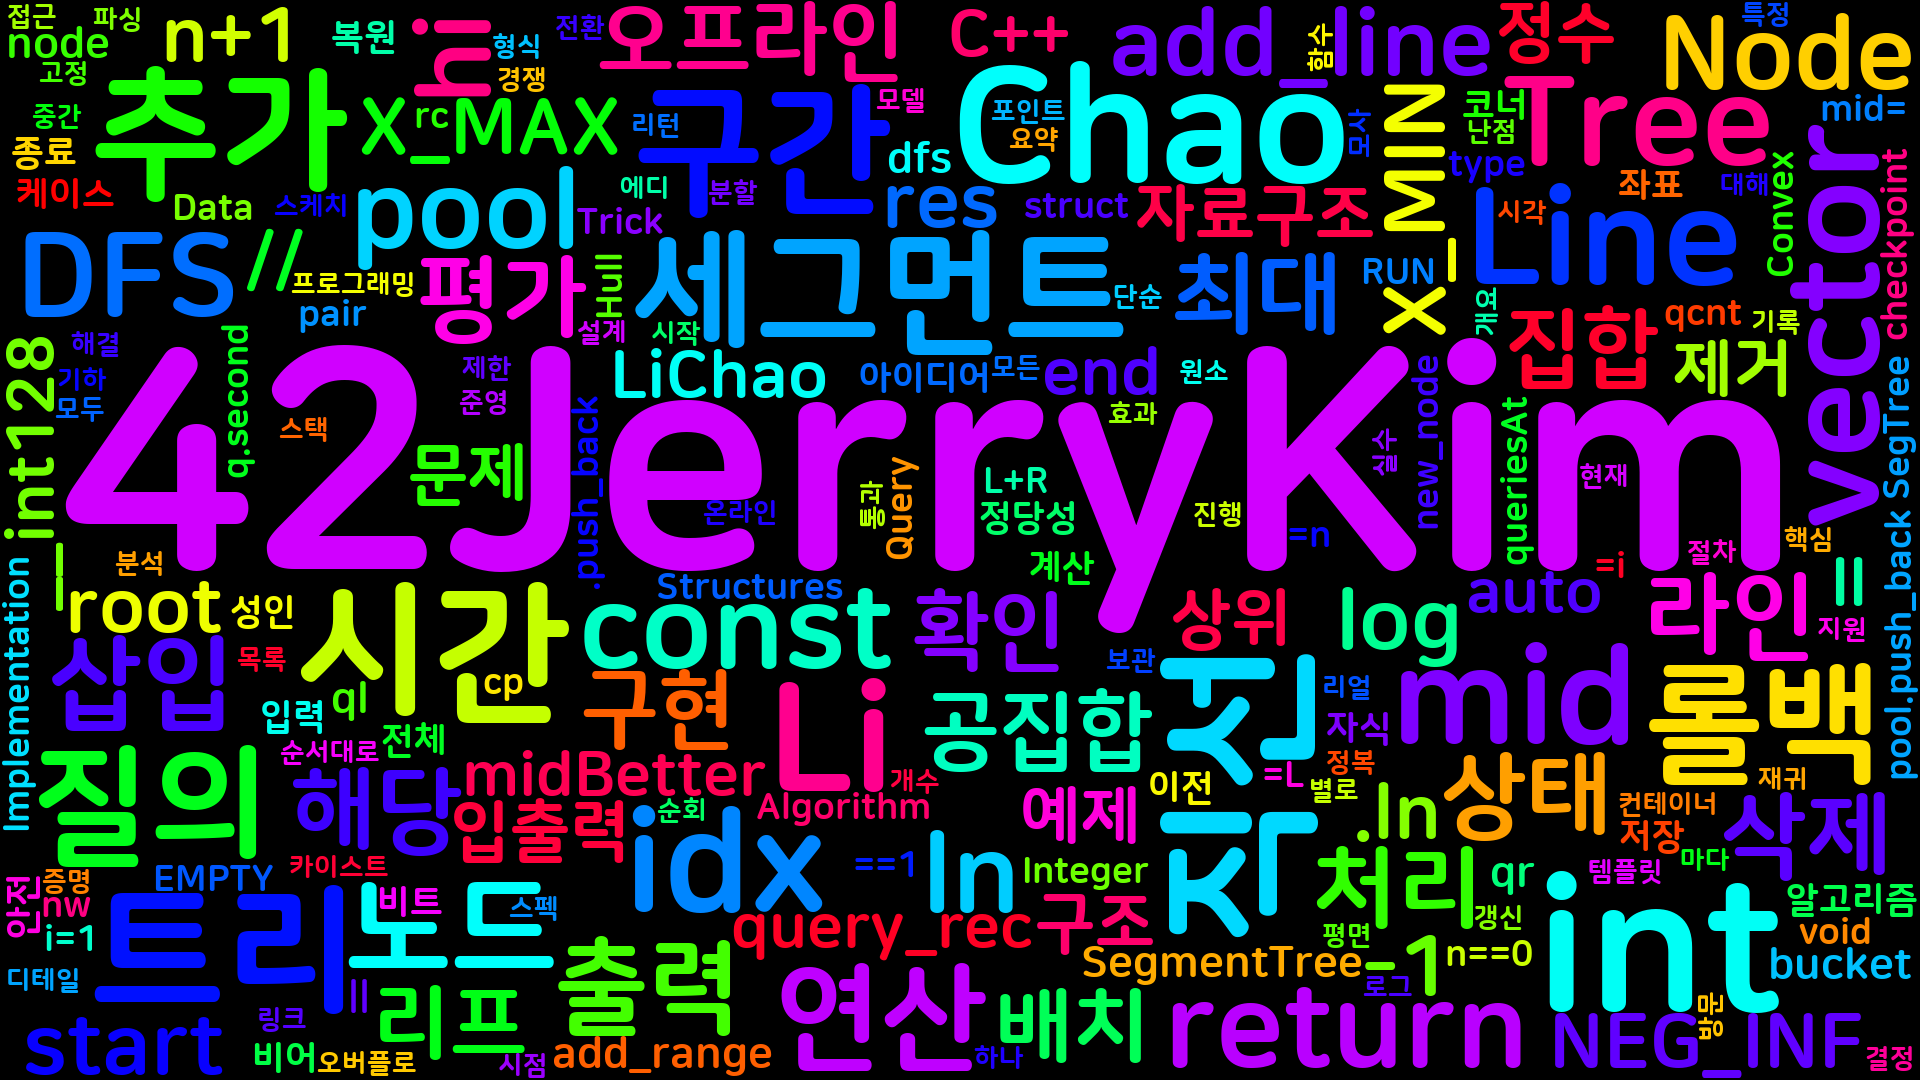 접근 파싱 n+1 복원 in 형식 전환 오프라인 C++ add_line 함수 정수 특정 Node
node 고정 추가 경쟁 X_MAX rc 구간 모델 Chao 포인트 요약 X_MIN 코너 난점 Tree mid=
중간 종료 리턴 dfs type vector
케이스 Data 스케치 pool Trick 에디 분할 res struct 자료구조 시각 좌표 대해 Convex checkpoint
DFS // 프로그래밍 평가 Hull 세그먼트 단순 최대 RUN Line
pair 설계 시작 개여 집합 qcnt 기록
__int128 해결 q.second 제한 LiChao 아이디어 모든 end 원소 제거
기하 모두 준영 .push_back 효과 new_node queriesAt SegTree
42JerryKim
스택 문제 온라인 통과 Query L+R 정당성 진행 실수 현재
분석 Structures 계산 =n =i 절차 핵심
Implementation root 성인 시간 const 확인 상위 log auto 라인 || 지원
삽입 목록 cp 구현 Li 보관 직 리얼 mid 롤백 pool.push_back
입력 ql 전체 공집합 자식
질의 순서대로 해당 midBetter 개수 이전 =L 정복 별로 상태 재귀
입출력 순회 Algorithm 예제 .ln 컨테이너 저장 삭제
EMPTY 카이스트 idx ==1 ln Integer 작 처리 qr 마다 템플릿
안전 증명 nw 비트 노드 스펙 query_rec 구조 갱신 알고리즘
i=1 트리 평면 void
디테일 출력 연산 SegmentTree -1 n==0 int bucket
start 링크 ll 리프 배치 return 로그 방문 NEG_INF
비어 오버플로 시점 add_range 하나 결정